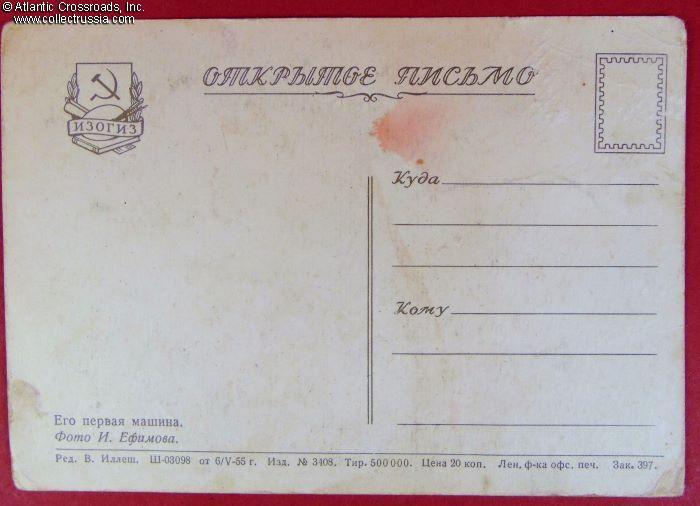 © Atlantic Crossroads, Inc.
www.collectrussia.com
ОТКРЫТОЕ ПИСЬМО
ИЗОГИЗ
Куда
Кому
Его первая машина.
Фото И. Ефимова.
Ред. В. Иллеш. Ш-03098 от 6/V-55 г. Изд. № 3408. Тир. 500 000. Цена 20 коп. Лен. ф-ка офс. печ. Зак. 397.